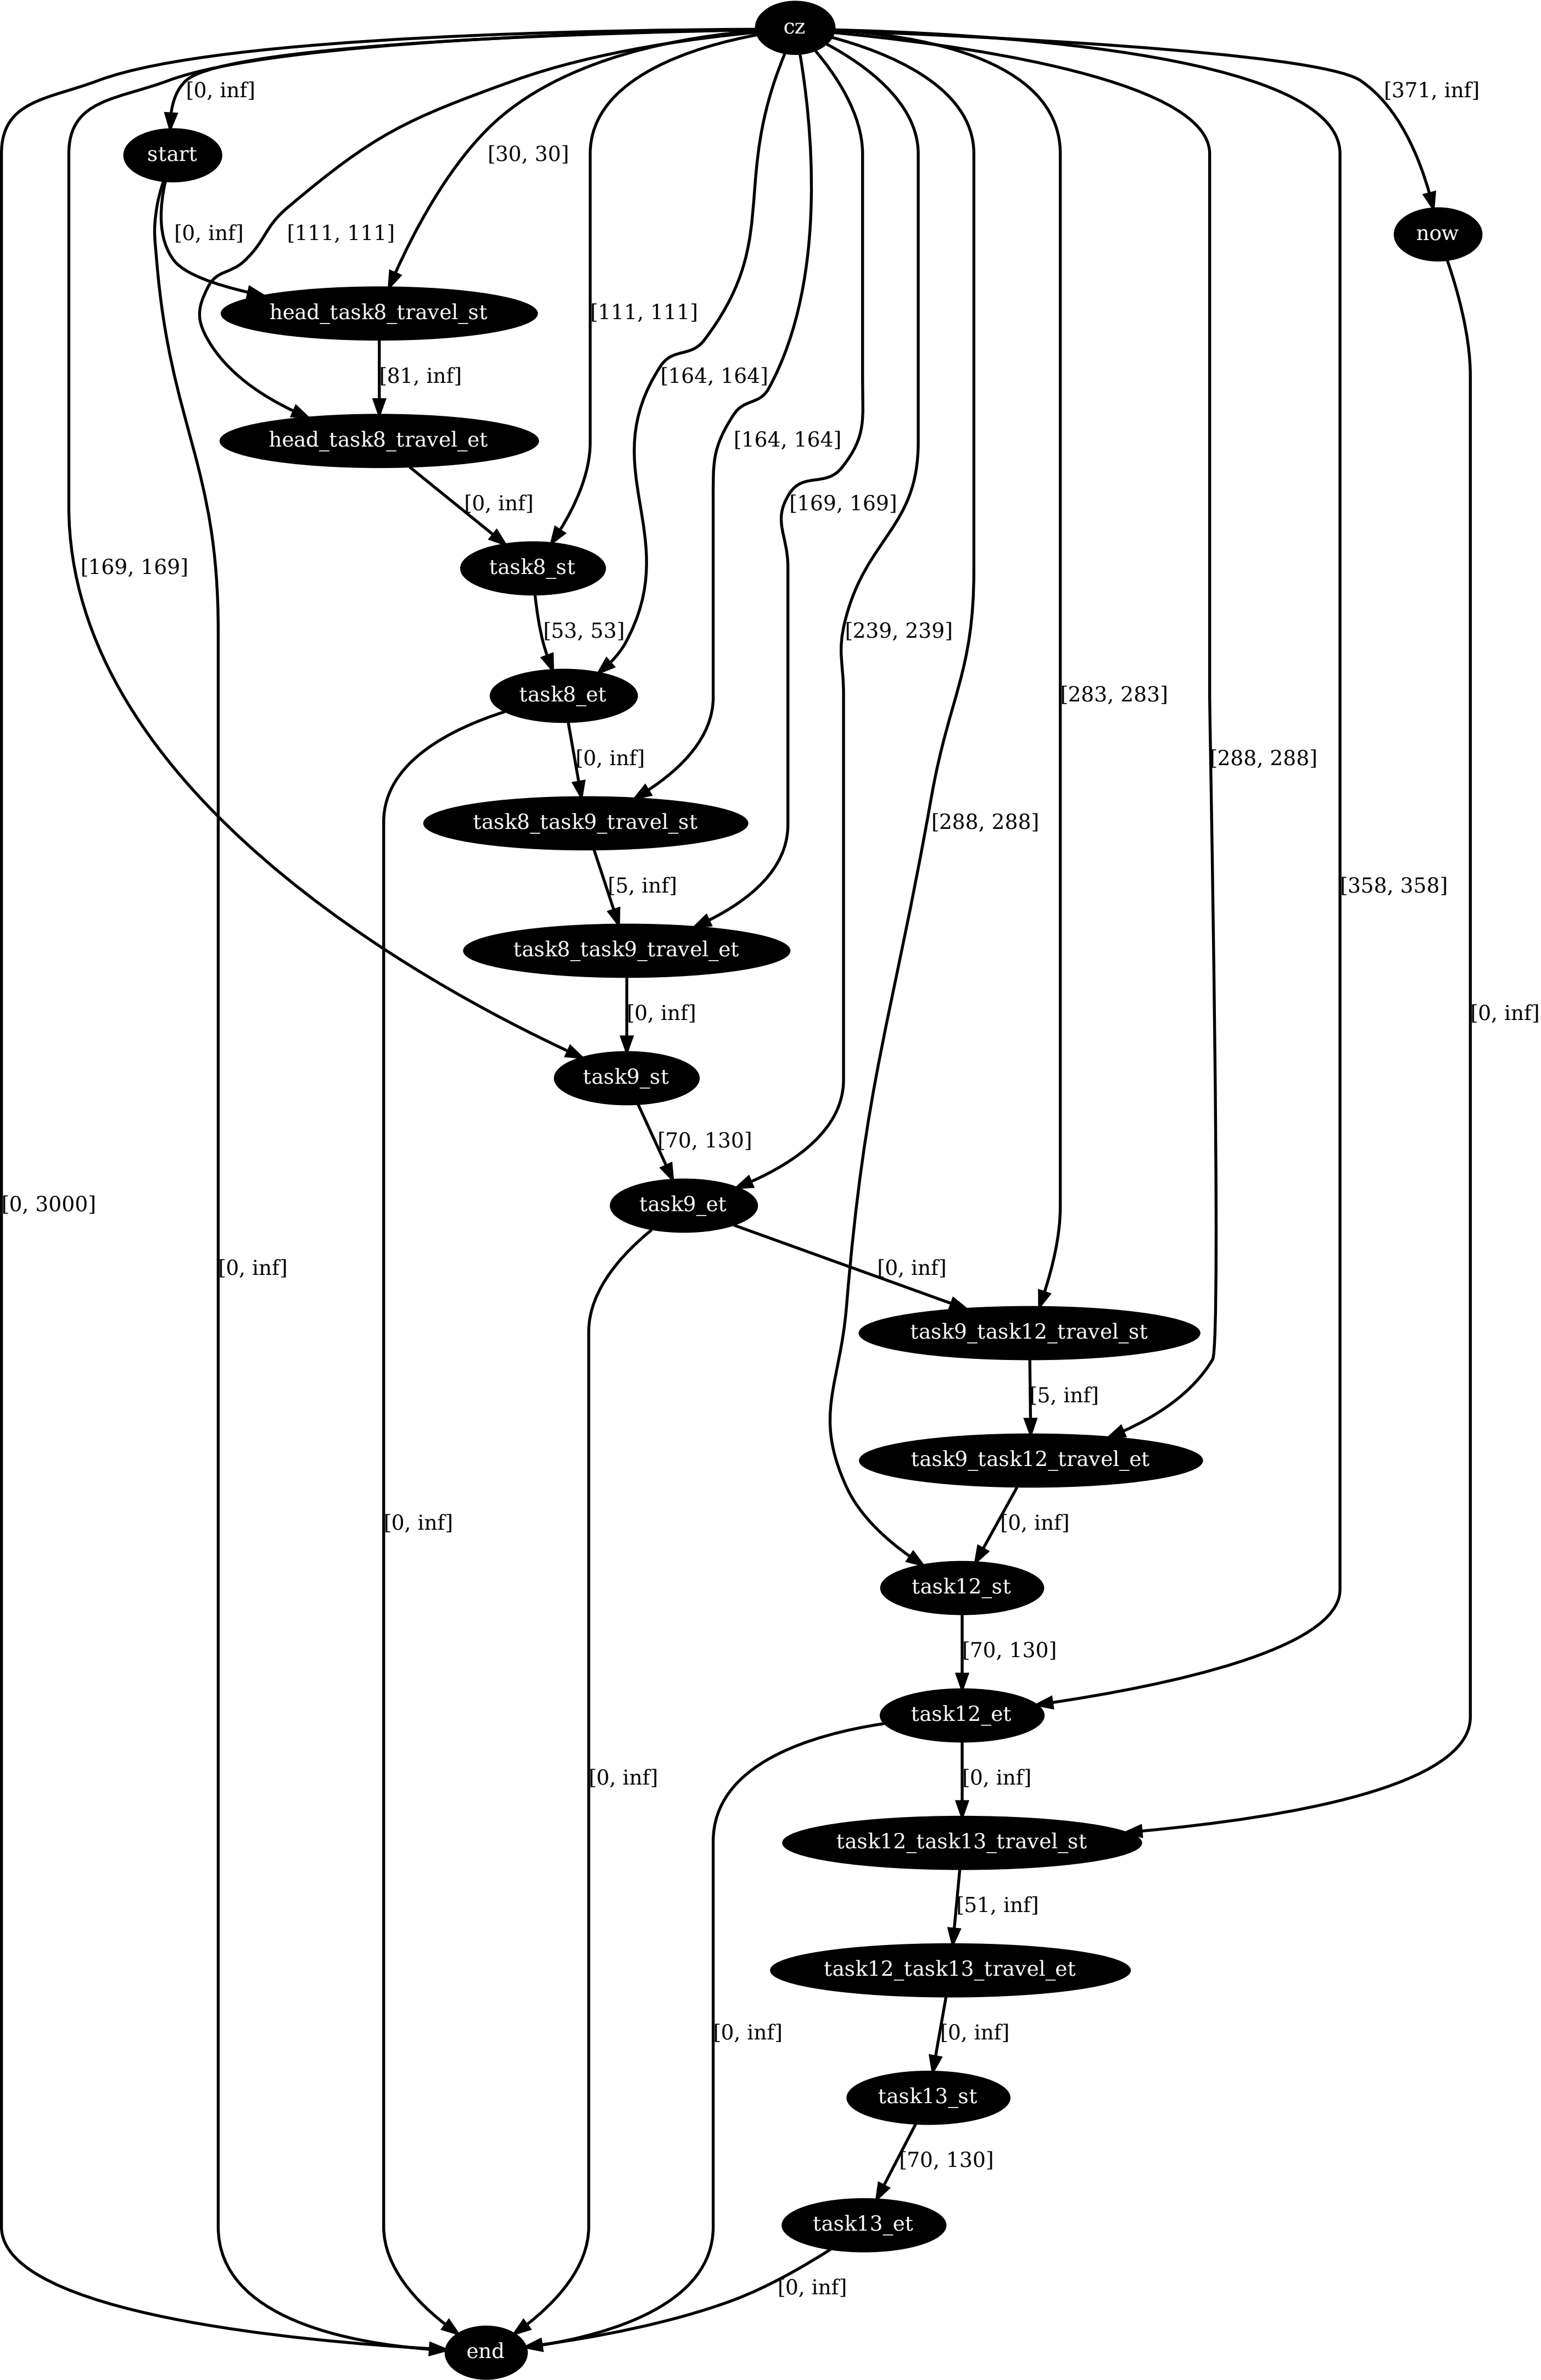 cz
[0, inf]
[371, inf]
start
[30, 30]
now
[0, inf]
[111, 111]
head_task8_travel_st
[111, 111]
[81, inf]
[164, 164]
head_task8_travel_et
[164, 164]
[0, inf]
[169, 169]
[169, 169]
task8_st
[53, 53]
[239, 239]
task8_et
[283, 283]
[0, inf]
[288, 288]
task8_task9_travel_st
[288, 288]
[5, inf]
[358, 358]
task8_task9_travel_et
[0, inf]
[0, inf]
task9_st
[70, 130]
[0, 3000]
task9_et
[0, inf]
[0, inf]
task9_task12_travel_st
[5, inf]
task9_task12_travel_et
[0, inf]
[0, inf]
task12_st
[70, 130]
task12_et
[0, inf]
[0, inf]
task12_task13_travel_st
[51, inf]
task12_task13_travel_et
[0, inf]
[0, inf]
task13_st
[70, 130]
task13_et
[0, inf]
end